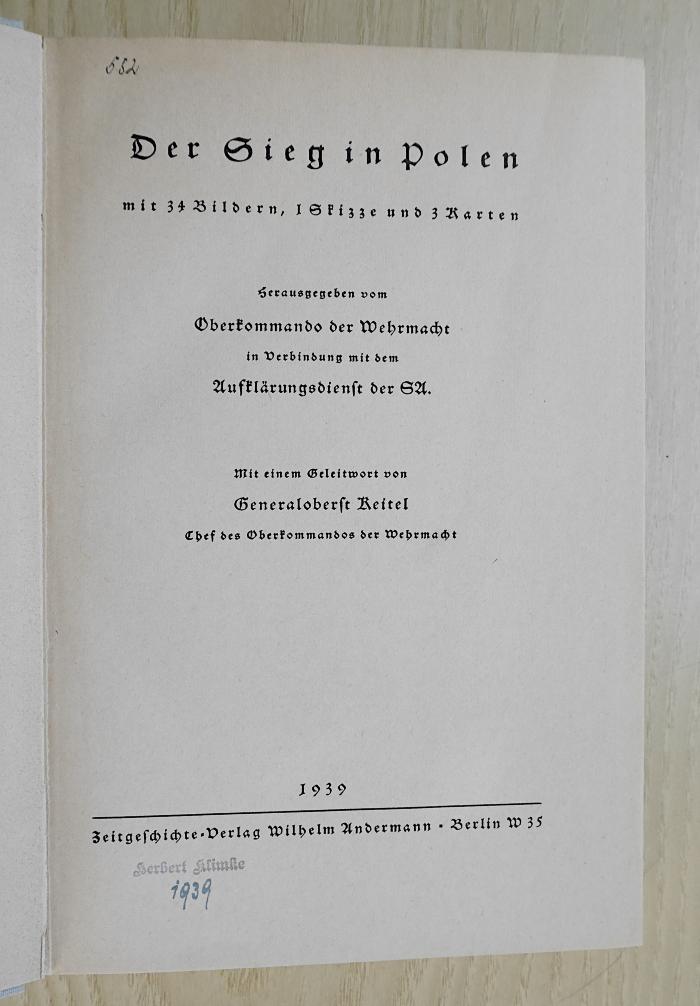 582
Der Sieg in Polen
mit 34 Bildern, 1 Skizze und 3 Karten
Herausgegeben vom
Oberkommando der Wehrmacht
in Verbindung mit dem
Aufklärungsdienſt der SA.
Mit einem Geleitwort von
Generaloberſt Keitel
Chef des Oberkommandos der Wehrmacht
1939
Zeitgeſchichte-Verlag Wilhelm Andermann · Berlin W 35
Herbert Klimke
1939